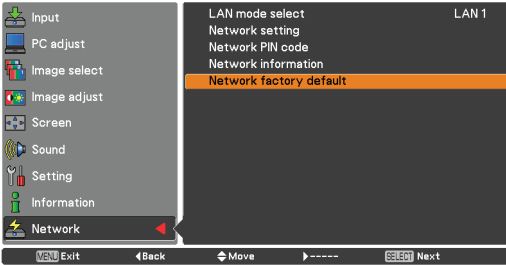 Input
PC adjust
Image select
Image adjust
Screen
Sound
Setting
Information
Network
LAN mode select LAN 1
Network setting
Network PIN code
Network information
Network factory default
MENU Exit Back Move ----- SELECT Next